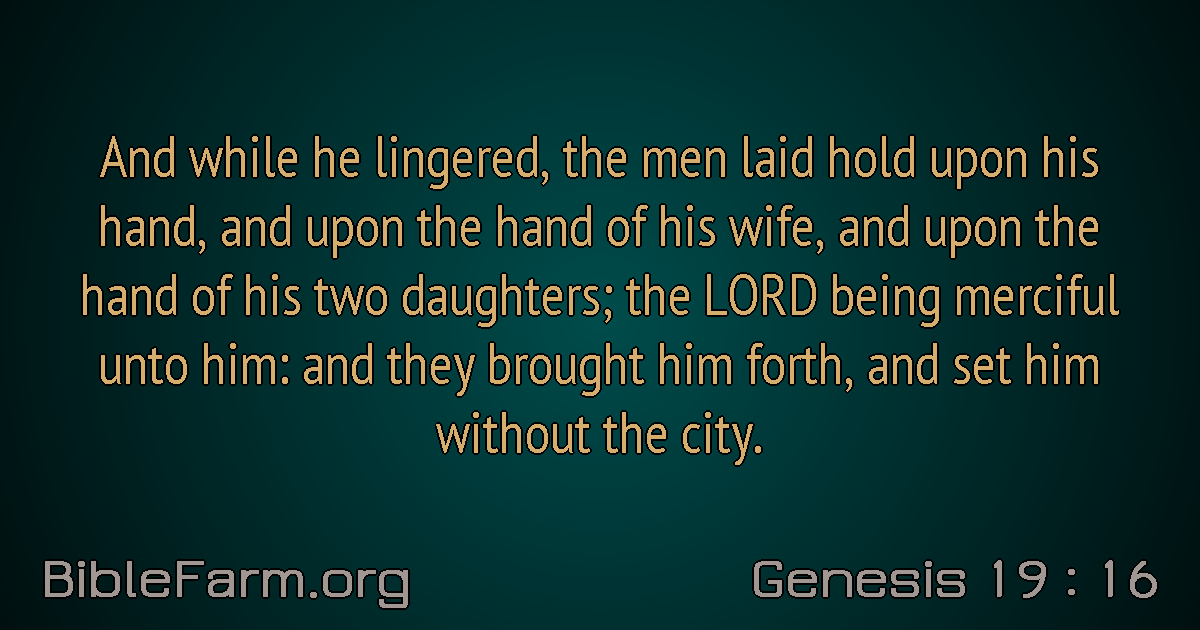 And while he lingered, the men laid hold upon his
hand, and upon the hand of his wife, and upon the
hand of his two daughters; the LORD being merciful
unto him: and they brought him forth, and set him
without the city.
BibleFarm.org
Genesis 19 : 16